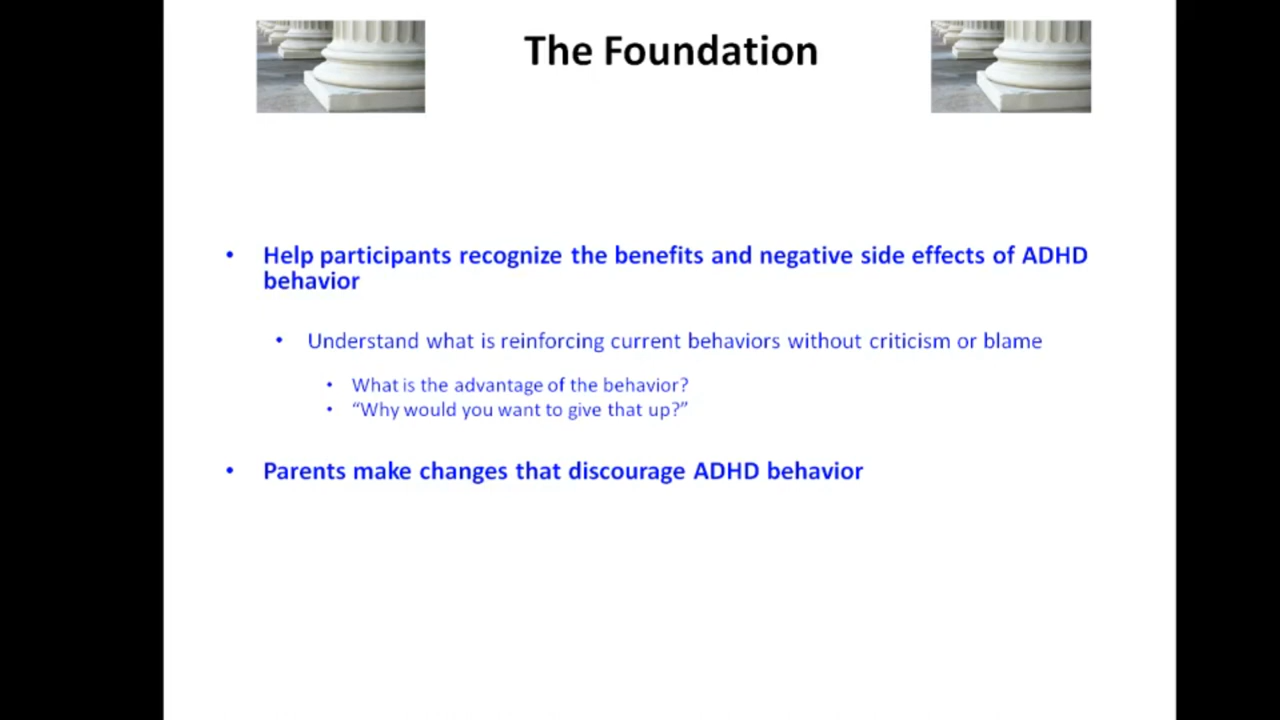 The Foundation
• Help participants recognize the benefits and negative side effects of ADHD
behavior
• Understand what is reinforcing current behaviors without criticism or blame
• What is the advantage of the behavior?
• “Why would you want to give that up?”
• Parents make changes that discourage ADHD behavior